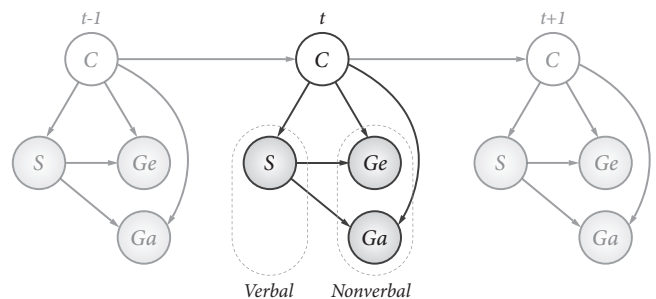 t-1 t t+1
C C C
S Ge S Ge S Ge
Ga Ga Ga
Verbal Nonverbal